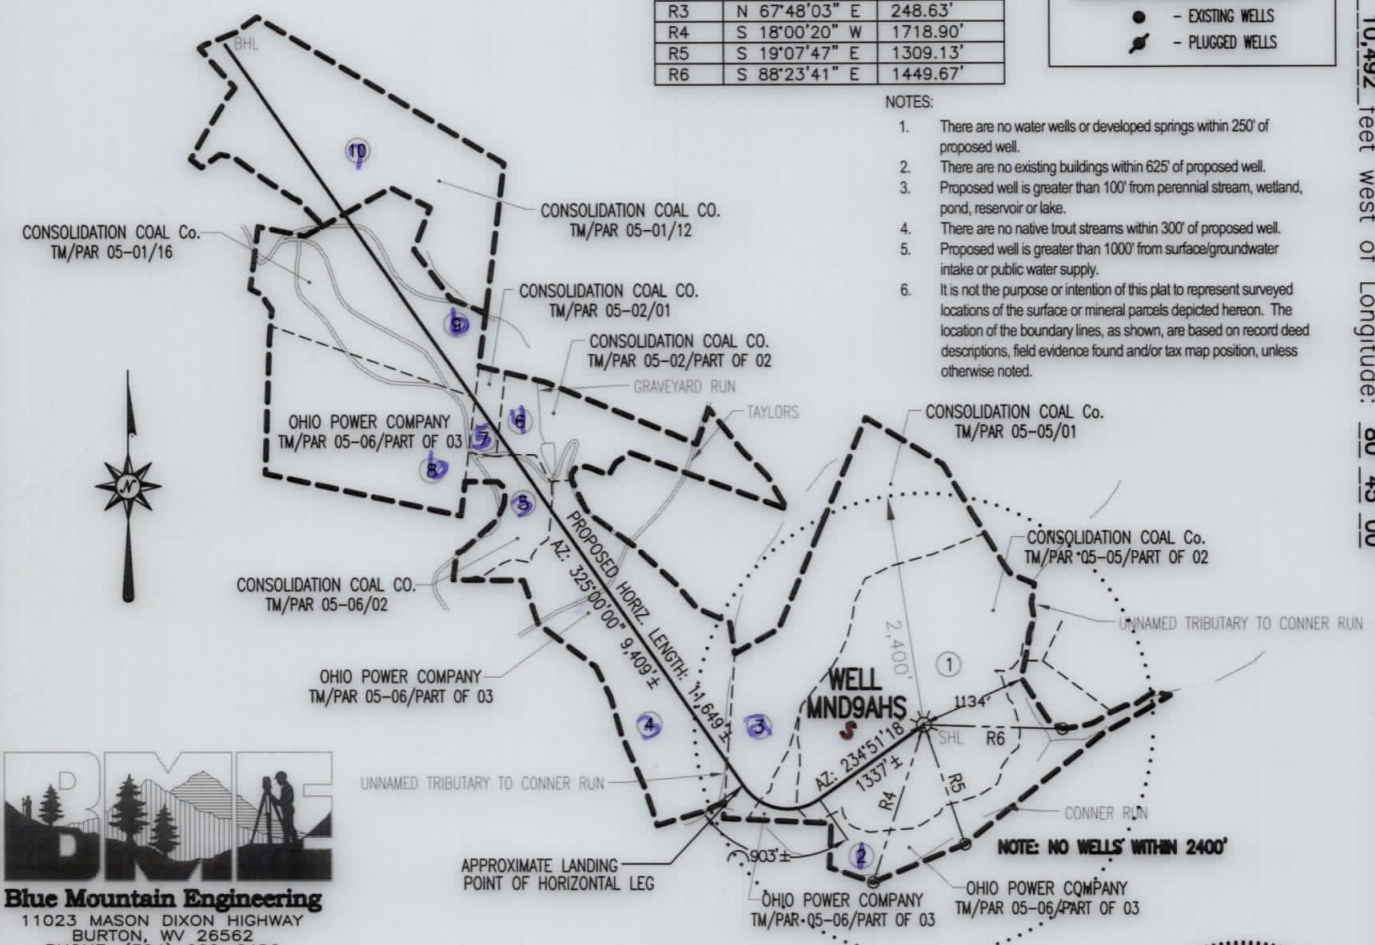 R3 N 67°48'03" E 248.63'
R4 S 18°00'20" W 1718.90'
R5 S 19°07'47" E 1309.13'
R6 S 88°23'41" E 1449.67'
- EXISTING WELLS
- PLUGGED WELLS
10,492 feet west of Longitude: 80 45 00
NOTES:
1. There are no water wells or developed springs within 250' of
proposed well.
2. There are no existing buildings within 625' of proposed well.
3. Proposed well is greater than 100' from perennial stream, wetland,
pond, reservoir or lake.
4. There are no native trout streams within 300' of proposed well.
5. Proposed well is greater than 1000' from surface/groundwater
intake or public water supply.
6. It is not the purpose or intention of this plat to represent surveyed
locations of the surface or mineral parcels depicted hereon. The
location of the boundary lines, as shown, are based on record deed
descriptions, field evidence found and/or tax map position, unless
otherwise noted.
BHL
10
CONSOLIDATION COAL CO.
TM/PAR 05-01/12
CONSOLIDATION COAL Co.
TM/PAR 05-01/16
CONSOLIDATION COAL CO.
TM/PAR 05-02/01
9
CONSOLIDATION COAL CO.
TM/PAR 05-02/PART OF 02
GRAVEYARD RUN
TAYLORS
OHIO POWER COMPANY
TM/PAR 05-06/PART OF 03
6
7
8
5
CONSOLIDATION COAL Co.
TM/PAR 05-05/01
N
PROPOSED HORIZ. LENGTH: 11,649'±
AZ: 325°00'00" 9,409'±
CONSOLIDATION COAL Co.
TM/PAR 05-05/PART OF 02
CONSOLIDATION COAL CO.
TM/PAR 05-06/02
UNNAMED TRIBUTARY TO CONNER RUN
2,400'
1
OHIO POWER COMPANY
TM/PAR 05-06/PART OF 03
WELL
MND9AHS
S
1134'
4
3
SHL
R6
AZ: 234°51'18"
1337'±
R4
R5
UNNAMED TRIBUTARY TO CONNER RUN
CONNER RUN
NOTE: NO WELLS WITHIN 2400'
903'±
2
APPROXIMATE LANDING
POINT OF HORIZONTAL LEG
OHIO POWER COMPANY
TM/PAR 05-06/PART OF 03
OHIO POWER COMPANY
TM/PAR 05-06/PART OF 03
BME
Blue Mountain Engineering
11023 MASON DIXON HIGHWAY
BURTON, WV 26562